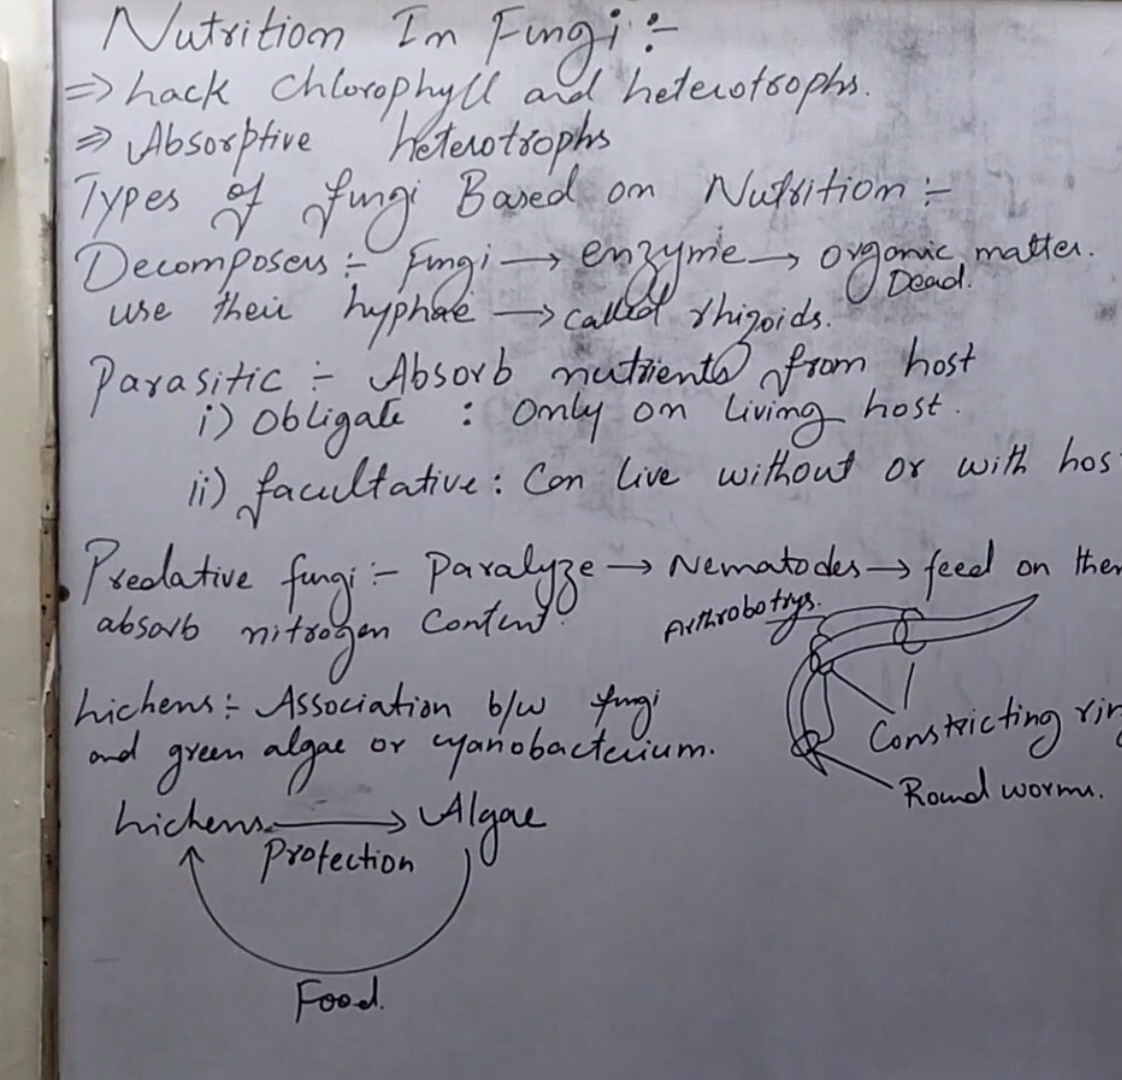 Nutrition In Fungi :-
⇒ Lack Chlorophyll and heterotrophs.
⇒ Absorptive heterotrophs
Types of fungi Based on Nutrition :-
Decomposers :- Fungi → enzyme → organic matter.
Dead.
use their hyphae → called rhizoids.
Parasitic :- Absorb nutrients from host
i) Obligate : Only on living host.
ii) facultative : Can live without or with hos
Predative fungi :- Paralyze → Nematodes → feed on them
absorb nitrogen Content.
Arthrobotrys.
Lichens :- Association b/w fungi
and green algae or cyanobacterium.
Constricting rin
Round worms.
Lichens → Algae
Protection
Food.